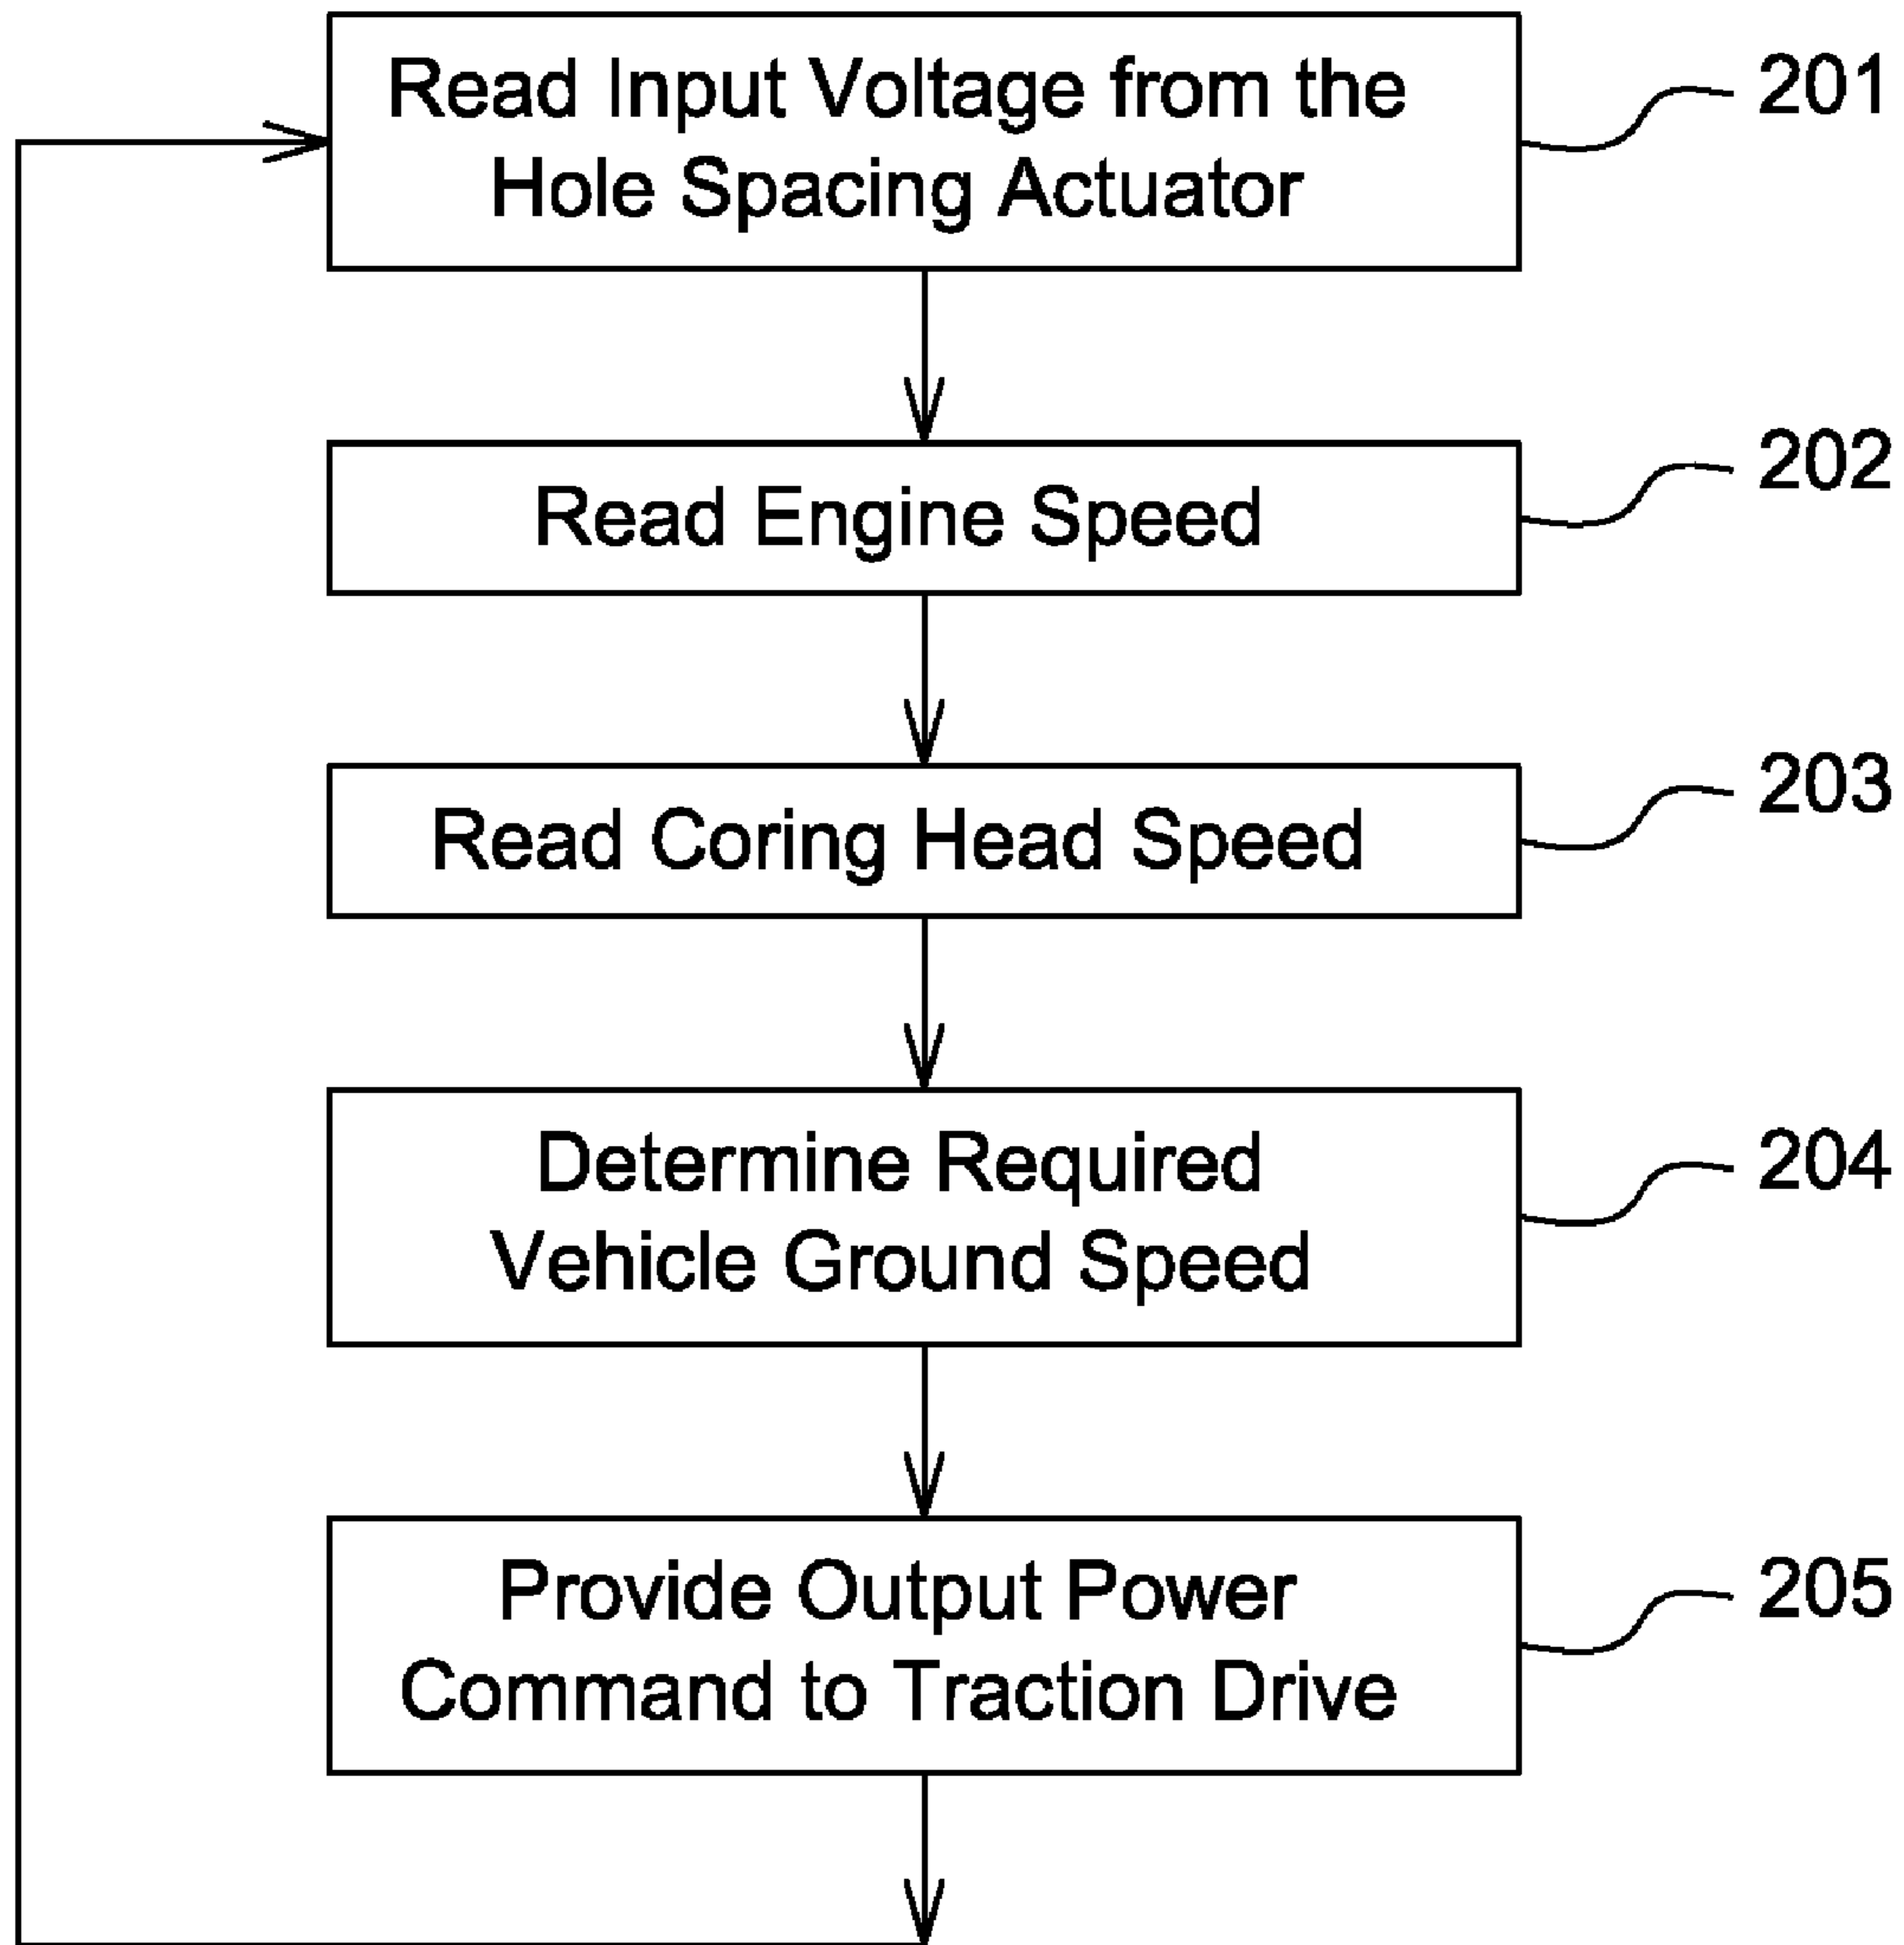 Read Input Voltage from the
Hole Spacing Actuator
201
Read Engine Speed
202
Read Coring Head Speed
203
Determine Required
Vehicle Ground Speed
204
Provide Output Power
Command to Traction Drive
205